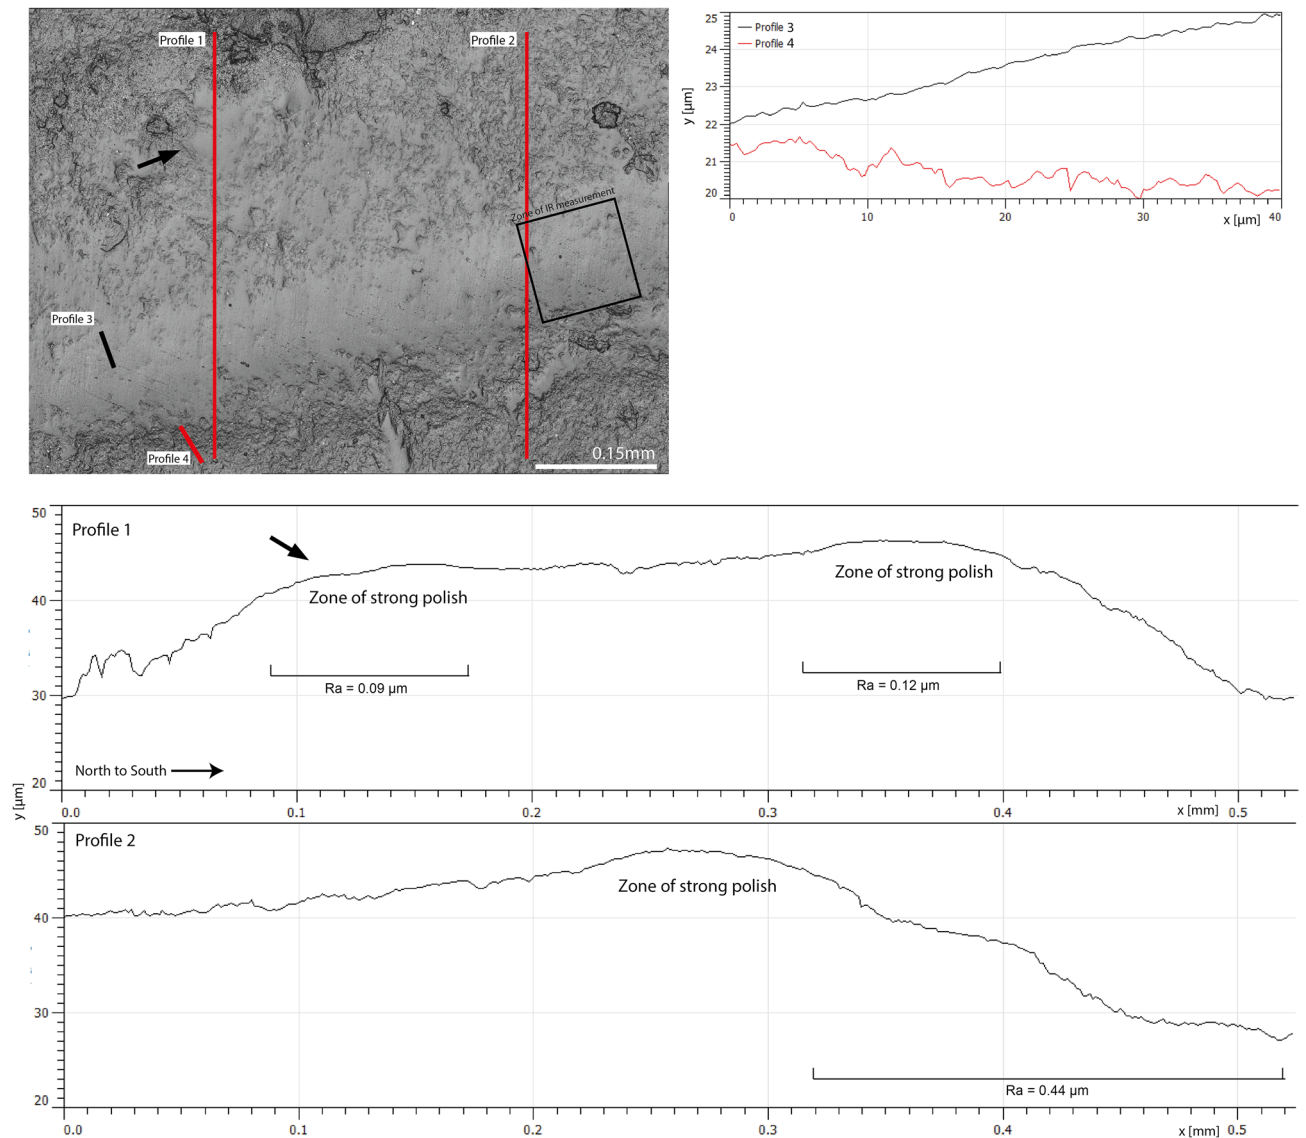 Profile 1
Profile 2
Zone of IR measurement
Profile 3
Profile 4
0.15mm
Profile 3
Profile 4
25
24
23
22
21
20
y [µm]
0
10
20
30
40
x [µm]
50
Profile 1
40
Zone of strong polish
Zone of strong polish
30
Ra = 0.09 µm
Ra = 0.12 µm
North to South
20
y [µm]
0.0
0.1
0.2
0.3
0.4
x [mm]
0.5
50
Profile 2
Zone of strong polish
40
30
Ra = 0.44 µm
20
0.0
0.1
0.2
0.3
0.4
x [mm]
0.5